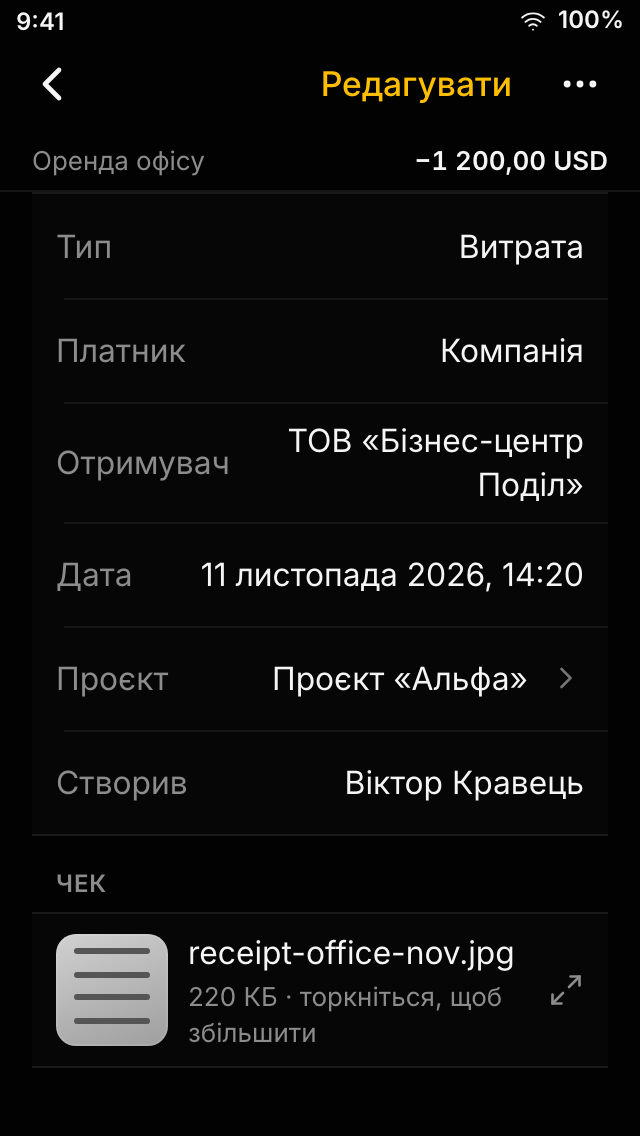 9:41
100%
Редагувати
Оренда офісу
−1 200,00 USD
Тип
Витрата
Платник
Компанія
Отримувач
ТОВ «Бізнес-центр
Поділ»
Дата
11 листопада 2026, 14:20
Проєкт
Проєкт «Альфа»
Створив
Віктор Кравець
ЧЕК
receipt-office-nov.jpg
220 КБ · торкніться, щоб
збільшити